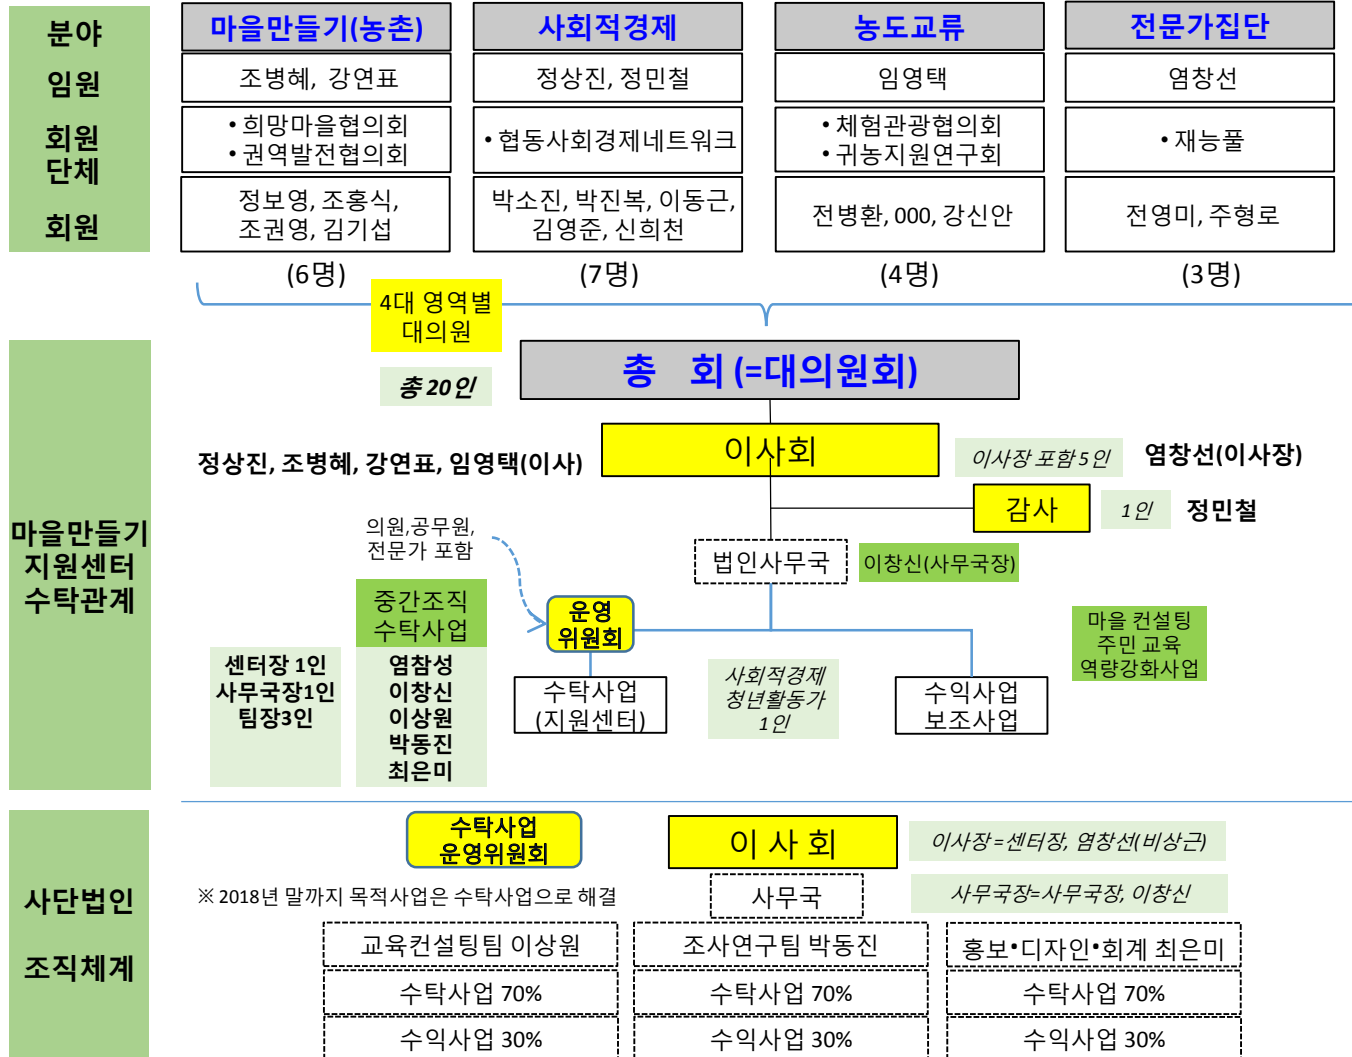 분야
마을만들기(농촌)
사회적경제
농도교류
전문가집단
임원
조병혜, 강연표
정상진, 정민철
임영택
염창선
회원
단체
• 희망마을협의회
• 권역발전협의회
• 협동사회경제네트워크
• 체험관광협의회
• 귀농지원연구회
• 재능풀
회원
정보영, 조홍식,
조권영, 김기섭
박소진, 박진복, 이동근,
김영준, 신희천
전병환, 000, 강신안
전영미, 주형로
(6명)
(7명)
(4명)
(3명)
4대 영역별
대의원
총 20인
총 회 (=대의원회)
마을만들기
지원센터
수탁관계
이사회
정상진, 조병혜, 강연표, 임영택(이사)
이사장 포함 5인
염창선(이사장)
감사
1인
정민철
의원,공무원,
전문가 포함
법인사무국
이창신(사무국장)
중간조직
수탁사업
운영
위원회
마을 컨설팅
주민 교육
역량강화사업
센터장 1인
사무국장1인
팀장3인
염참성
이창신
이상원
박동진
최은미
수탁사업
(지원센터)
사회적경제
청년활동가
1인
수익사업
보조사업
사단법인
조직체계
수탁사업
운영위원회
이 사 회
이사장=센터장, 염창선(비상근)
※ 2018년 말까지 목적사업은 수탁사업으로 해결
사무국
사무국장=사무국장, 이창신
교육컨설팅팀 이상원
조사연구팀 박동진
홍보•디자인•회계 최은미
수탁사업 70%
수탁사업 70%
수탁사업 70%
수익사업 30%
수익사업 30%
수익사업 30%